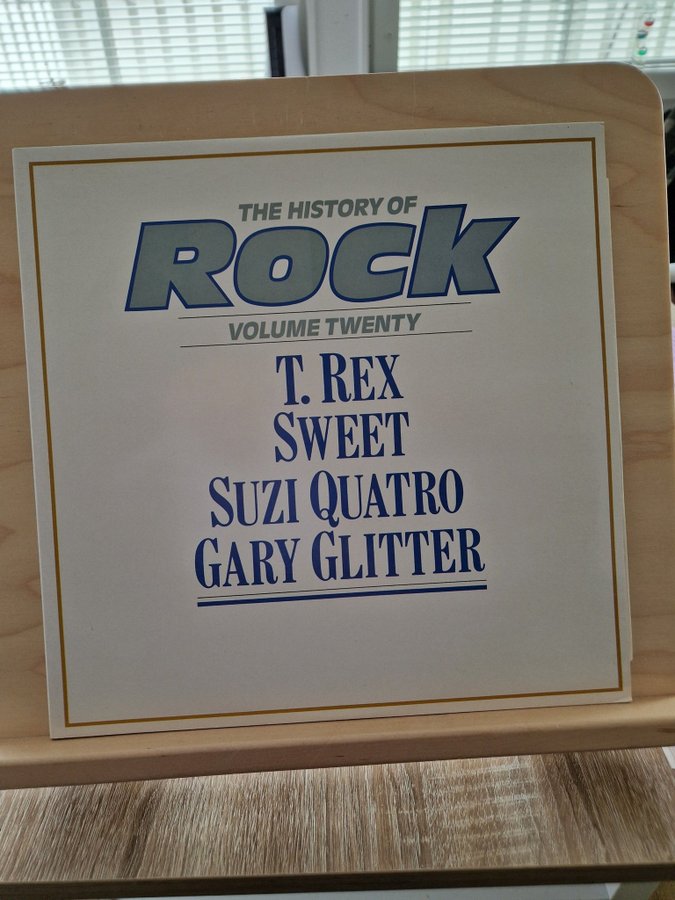 THE HISTORY OF
Rock
VOLUME TWENTY
T. REX
SWEET
SUZI QUATRO
GARY GLITTER